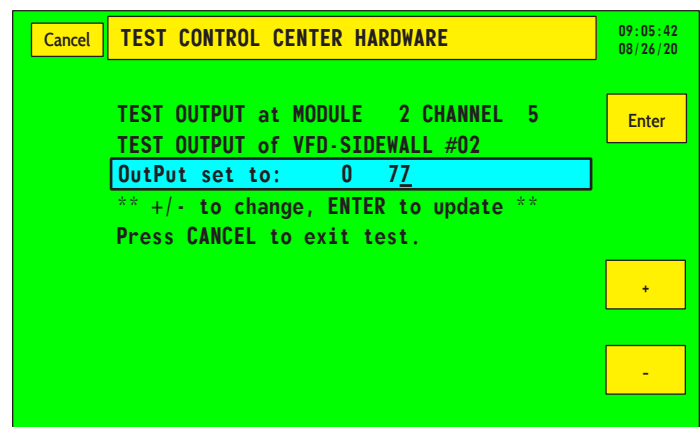 Cancel
TEST CONTROL CENTER HARDWARE
09:05:42
08/26/20
TEST OUTPUT at MODULE 2 CHANNEL 5
Enter
TEST OUTPUT of VFD-SIDEWALL #02
OutPut set to: 0 77
** +/- to change, ENTER to update **
Press CANCEL to exit test.
+
-